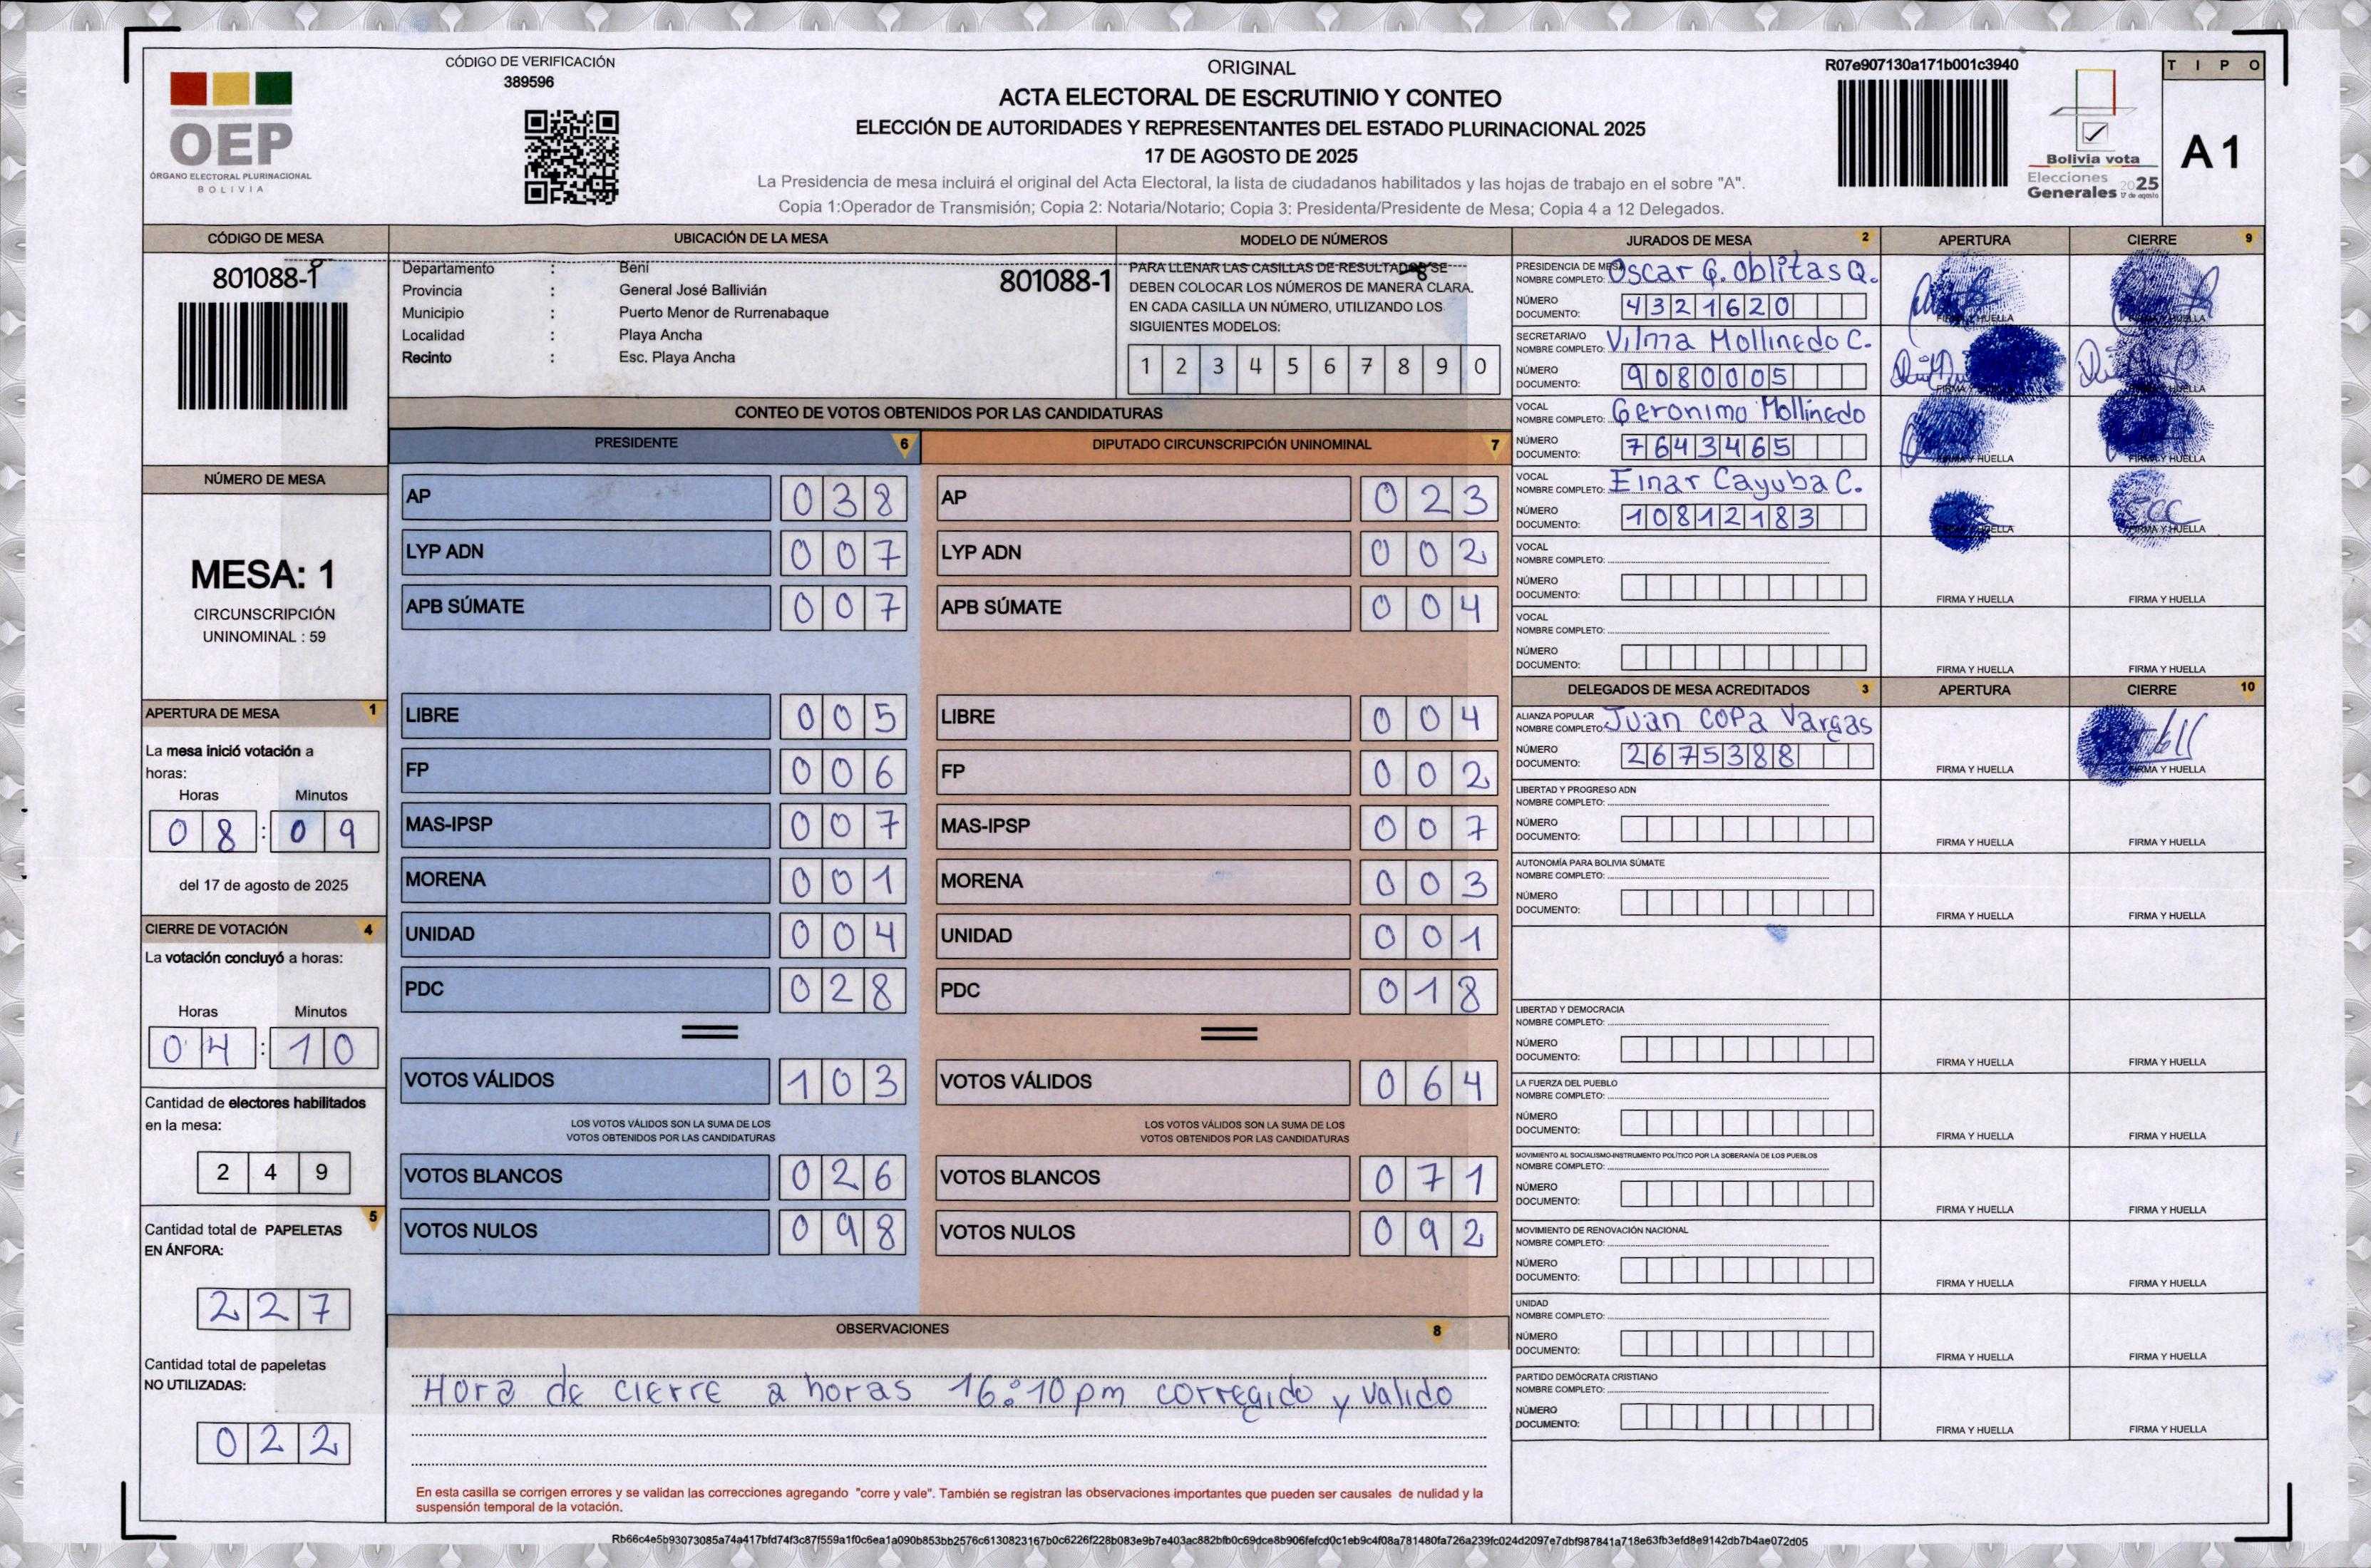 CÓDIGO DE VERIFICACIÓN
389596
OEP
ÓRGANO ELECTORAL PLURINACIONAL
BOLIVIA
ORIGINAL
ACTA ELECTORAL DE ESCRUTINIO Y CONTEO
ELECCIÓN DE AUTORIDADES Y REPRESENTANTES DEL ESTADO PLURINACIONAL 2025
17 DE AGOSTO DE 2025
La Presidencia de mesa incluirá el original del Acta Electoral, la lista de ciudadanos habilitados y las hojas de trabajo en el sobre "A".
Copia 1:Operador de Transmisión; Copia 2: Notaria/Notario; Copia 3: Presidenta/Presidente de Mesa; Copia 4 a 12 Delegados.
R07e907130a171b001c3940
Bolivia vota
Elecciones
Generales 2025
17 de agosto
TIPO
A1
CÓDIGO DE MESA
801088-1
UBICACIÓN DE LA MESA
Departamento : Beni
Provincia : General José Ballivián
Municipio : Puerto Menor de Rurrenabaque
Localidad : Playa Ancha
Recinto : Esc. Playa Ancha
801088-1
MODELO DE NÚMEROS
PARA LLENAR LAS CASILLAS DE RESULTADOS SE
DEBEN COLOCAR LOS NÚMEROS DE MANERA CLARA,
EN CADA CASILLA UN NÚMERO, UTILIZANDO LOS
SIGUIENTES MODELOS:
1 2 3 4 5 6 7 8 9 0
NÚMERO DE MESA
MESA: 1
CIRCUNSCRIPCIÓN
UNINOMINAL : 59
APERTURA DE MESA 1
La mesa inició votación a
horas:
Horas Minutos
08:09
del 17 de agosto de 2025
CIERRE DE VOTACIÓN 4
La votación concluyó a horas:
Horas Minutos
04:10
Cantidad de electores habilitados
en la mesa:
249
5
Cantidad total de PAPELETAS
EN ÁNFORA:
227
Cantidad total de papeletas
NO UTILIZADAS:
022
CONTEO DE VOTOS OBTENIDOS POR LAS CANDIDATURAS
PRESIDENTE 6
AP 038
LYP ADN 007
APB SÚMATE 007
LIBRE 005
FP 006
MAS-IPSP 007
MORENA 001
UNIDAD 004
PDC 028
VOTOS VÁLIDOS 103
LOS VOTOS VÁLIDOS SON LA SUMA DE LOS
VOTOS OBTENIDOS POR LAS CANDIDATURAS
VOTOS BLANCOS 026
VOTOS NULOS 098
DIPUTADO CIRCUNSCRIPCIÓN UNINOMINAL 7
AP 023
LYP ADN 002
APB SÚMATE 004
LIBRE 004
FP 002
MAS-IPSP 007
MORENA 003
UNIDAD 001
PDC 018
VOTOS VÁLIDOS 064
LOS VOTOS VÁLIDOS SON LA SUMA DE LOS
VOTOS OBTENIDOS POR LAS CANDIDATURAS
VOTOS BLANCOS 071
VOTOS NULOS 092
OBSERVACIONES 8
Hora de cierre a horas 16:10 pm corregido y valido
En esta casilla se corrigen errores y se validan las correcciones agregando "corre y vale". También se registran las observaciones importantes que pueden ser causales de nulidad y la
suspensión temporal de la votación.
JURADOS DE MESA 2 APERTURA CIERRE 9
PRESIDENCIA DE MESA
NOMBRE COMPLETO: Oscar G. Oblitas Q.
NÚMERO
DOCUMENTO: 4321620
FIRMA Y HUELLA FIRMA Y HUELLA
SECRETARIA/O
NOMBRE COMPLETO: Vilma Mollinedo C.
NÚMERO
DOCUMENTO: 9080005
FIRMA Y HUELLA FIRMA Y HUELLA
VOCAL
NOMBRE COMPLETO: Geronimo Mollinedo
NÚMERO
DOCUMENTO: 7643465
FIRMA Y HUELLA FIRMA Y HUELLA
VOCAL
NOMBRE COMPLETO: Einar Cayuba C.
NÚMERO
DOCUMENTO: 10812183
FIRMA Y HUELLA FIRMA Y HUELLA
VOCAL
NOMBRE COMPLETO:
NÚMERO
DOCUMENTO:
FIRMA Y HUELLA FIRMA Y HUELLA
VOCAL
NOMBRE COMPLETO:
NÚMERO
DOCUMENTO:
FIRMA Y HUELLA FIRMA Y HUELLA
DELEGADOS DE MESA ACREDITADOS 3 APERTURA CIERRE 10
ALIANZA POPULAR
NOMBRE COMPLETO: Juan COPa Vargas
NÚMERO
DOCUMENTO: 2675388
FIRMA Y HUELLA FIRMA Y HUELLA
LIBERTAD Y PROGRESO ADN
NOMBRE COMPLETO:
NÚMERO
DOCUMENTO:
FIRMA Y HUELLA FIRMA Y HUELLA
AUTONOMÍA PARA BOLIVIA SÚMATE
NOMBRE COMPLETO:
NÚMERO
DOCUMENTO:
FIRMA Y HUELLA FIRMA Y HUELLA
LIBERTAD Y DEMOCRACIA
NOMBRE COMPLETO:
NÚMERO
DOCUMENTO:
FIRMA Y HUELLA FIRMA Y HUELLA
LA FUERZA DEL PUEBLO
NOMBRE COMPLETO:
NÚMERO
DOCUMENTO:
FIRMA Y HUELLA FIRMA Y HUELLA
MOVIMIENTO AL SOCIALISMO-INSTRUMENTO POLÍTICO POR LA SOBERANÍA DE LOS PUEBLOS
NOMBRE COMPLETO:
NÚMERO
DOCUMENTO:
FIRMA Y HUELLA FIRMA Y HUELLA
MOVIMIENTO DE RENOVACIÓN NACIONAL
NOMBRE COMPLETO:
NÚMERO
DOCUMENTO:
FIRMA Y HUELLA FIRMA Y HUELLA
UNIDAD
NOMBRE COMPLETO:
NÚMERO
DOCUMENTO:
FIRMA Y HUELLA FIRMA Y HUELLA
PARTIDO DEMÓCRATA CRISTIANO
NOMBRE COMPLETO:
NÚMERO
DOCUMENTO:
FIRMA Y HUELLA FIRMA Y HUELLA